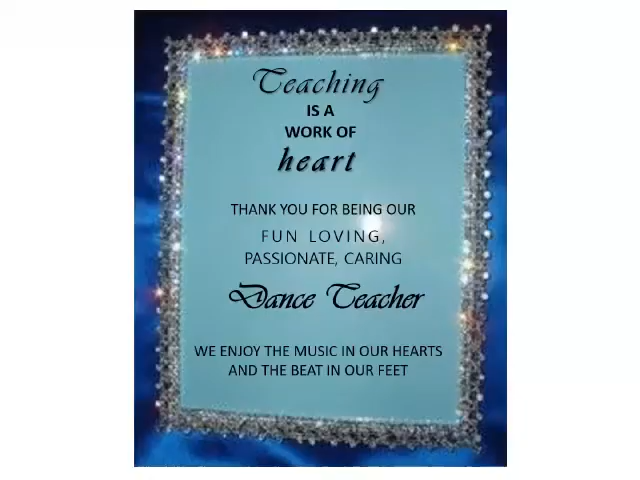 Teaching
IS A
WORK OF
heart
THANK YOU FOR BEING OUR
FUN LOVING,
PASSIONATE, CARING
Dance Teacher
WE ENJOY THE MUSIC IN OUR HEARTS
AND THE BEAT IN OUR FEET